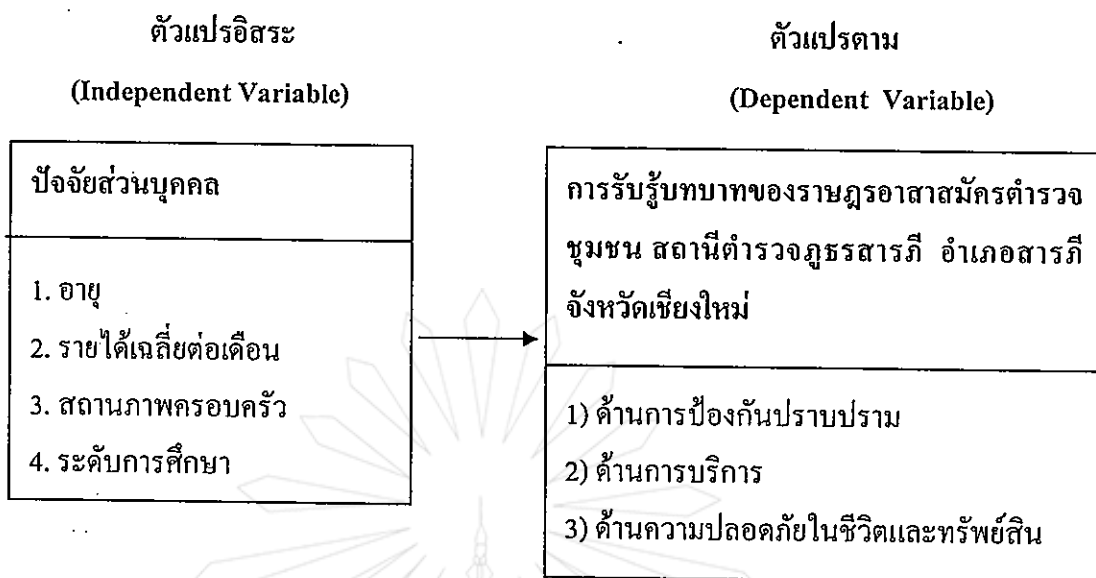 ตัวแปรอิสระ
(Independent Variable)
ปัจจัยส่วนบุคคล
1. อายุ
2. รายได้เฉลี่ยต่อเดือน
3. สถานภาพครอบครัว
4. ระดับการศึกษา
ตัวแปรตาม
(Dependent Variable)
การรับรู้บทบาทของราษฎรอาสาสมัครตำรวจ
ชุมชน สถานีตำรวจภูธรสารภี อำเภอสารภี
จังหวัดเชียงใหม่
1) ด้านการป้องกันปราบปราม
2) ด้านการบริการ
3) ด้านความปลอดภัยในชีวิตและทรัพย์สิน